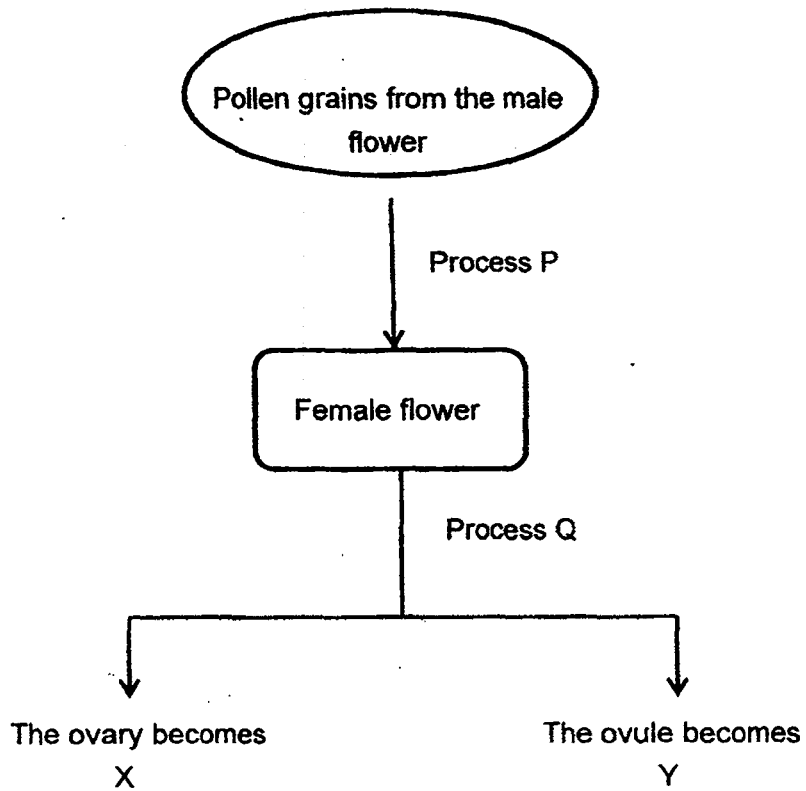 Pollen grains from the male
flower
Process P
Female flower
Process Q
The ovary becomes
X
The ovule becomes
Y